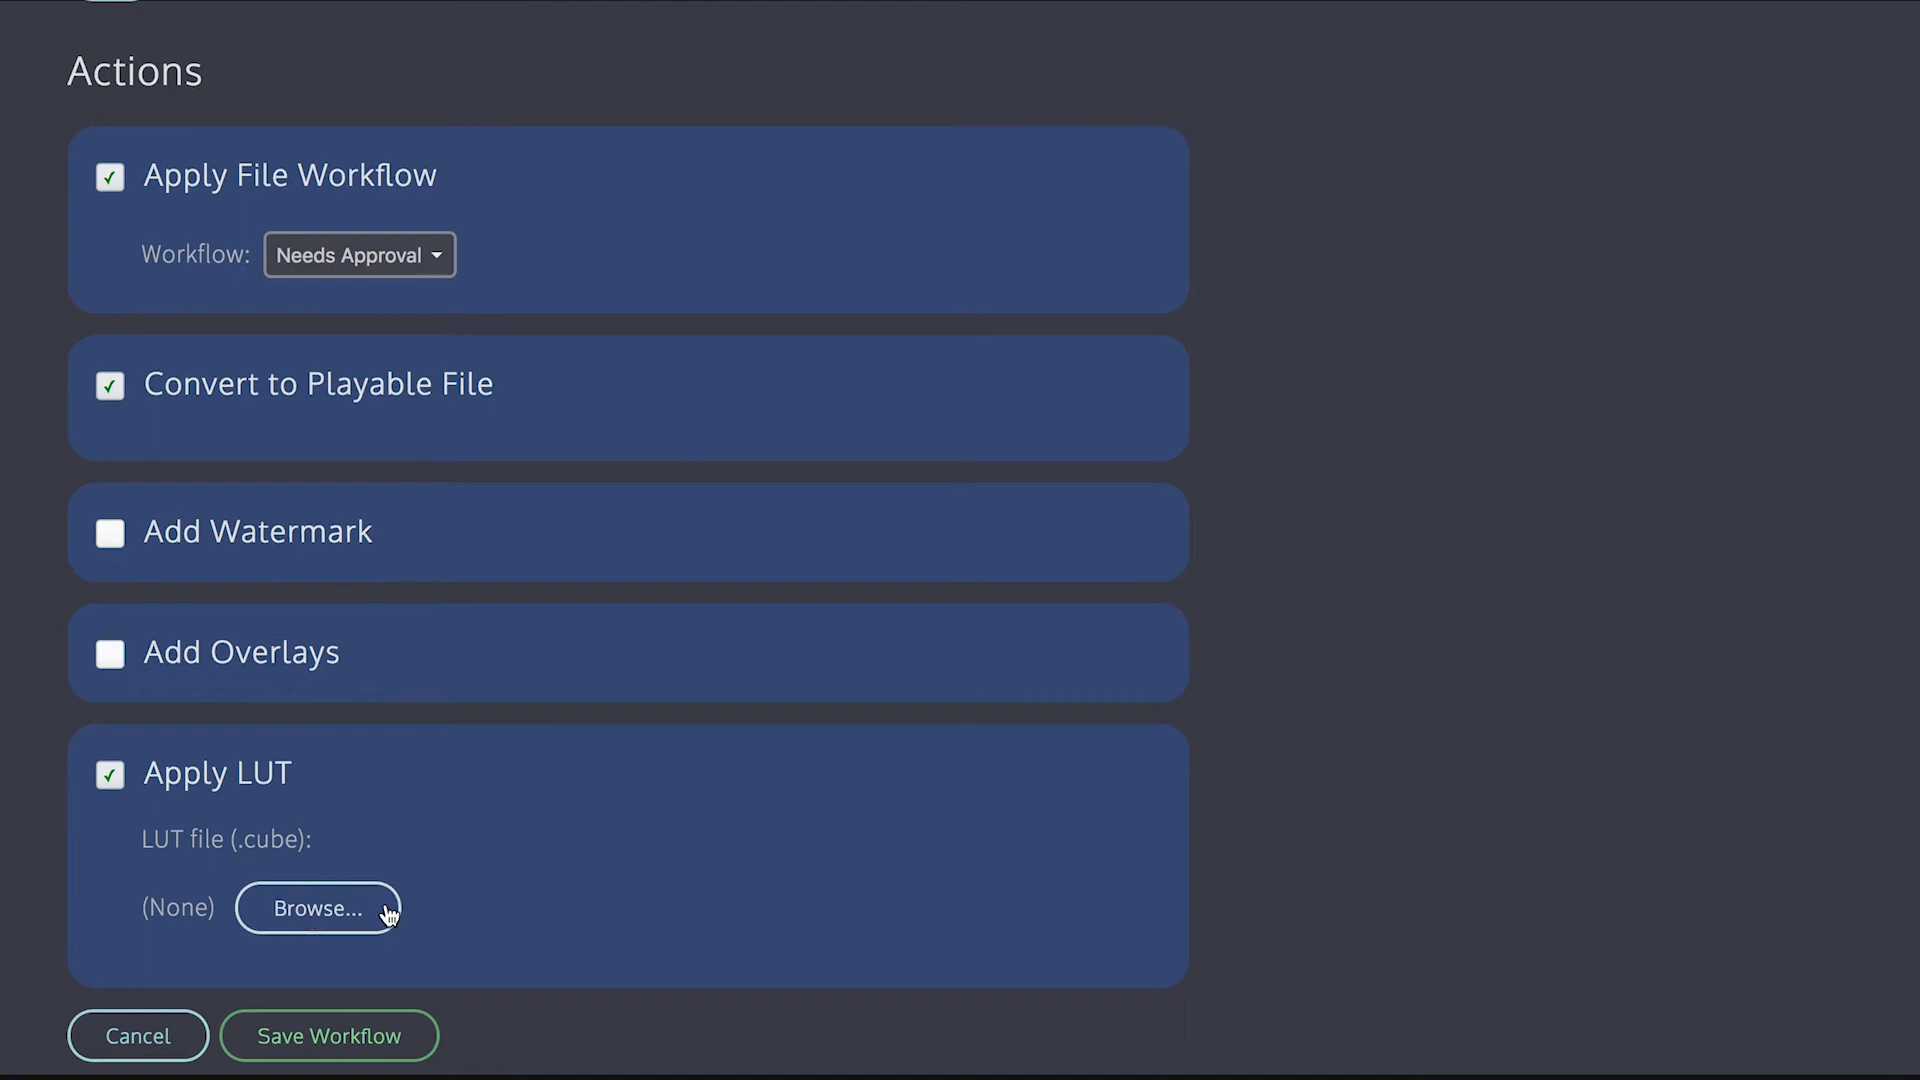 Actions
Apply File Workflow
Workflow: Needs Approval
Convert to Playable File
Add Watermark
Add Overlays
Apply LUT
LUT file (.cube):
(None) Browse...
Cancel Save Workflow